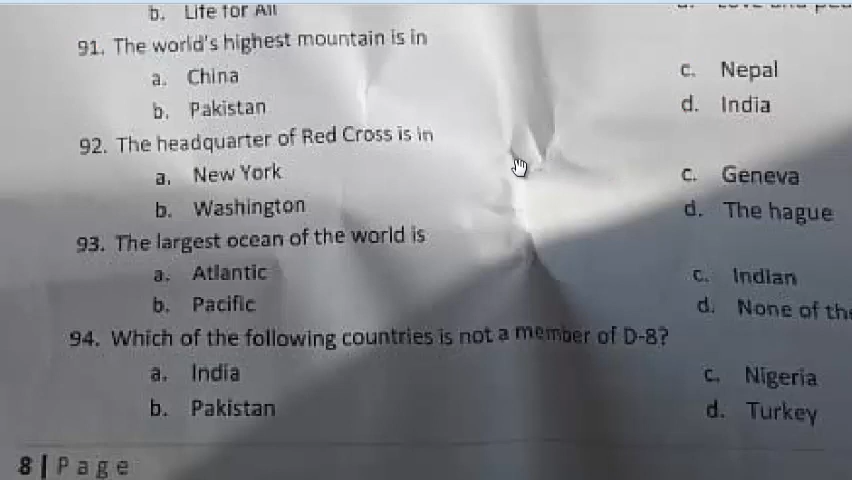 b. Life for All
91. The world's highest mountain is in
a. China
c. Nepal
b. Pakistan
d. India
92. The headquarter of Red Cross is in
a. New York
c. Geneva
b. Washington
d. The hague
93. The largest ocean of the world is
a. Atlantic
c. Indian
b. Pacific
d. None of
94. Which of the following countries is not a member of D-8?
a. India
c. Nigeria
b. Pakistan
d. Turkey
8 | Page